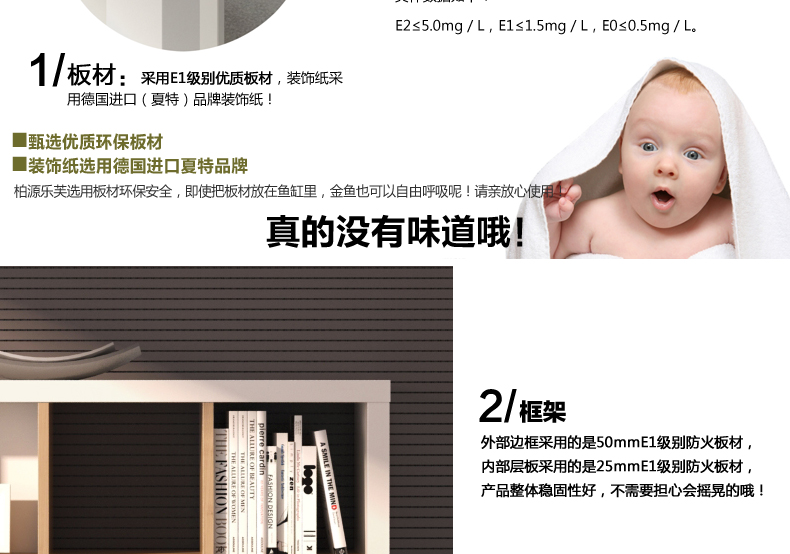 E2≤5.0mg / L，E1≤1.5mg / L，E0≤0.5mg / L。
1/板材：采用E1级别优质板材，装饰纸采
用德国进口（夏特）品牌装饰纸！
■甄选优质环保板材
■装饰纸选用德国进口夏特品牌
柏源乐芙选用板材环保安全，即使把板材放在鱼缸里，金鱼也可以自由呼吸呢！请亲放心使用！
真的没有味道哦！
2/框架
外部边框采用的是50mmE1级别防火板材，
内部层板采用的是25mmE1级别防火板材，
产品整体稳固性好，不需要担心会摇晃的哦！
THE FASHION BOOK
THE ALLURE OF WOMEN
THE ALLURE OF MEN
THE ALLURE OF BEAUTY
pierre cardin
FASHION DESIGN
zen
logo
A SMILE IN THE MIND